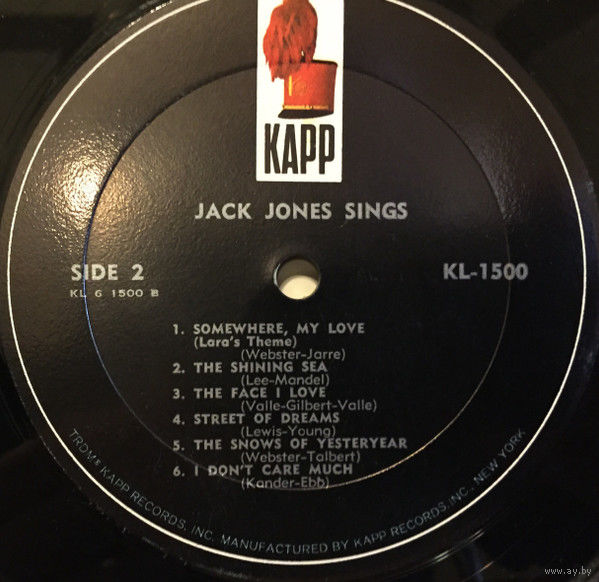 KAPP
JACK JONES SINGS
SIDE 2
KL 6 1500 B
KL-1500
1. SOMEWHERE, MY LOVE
(Lara's Theme)
(Webster-Jarre)
2. THE SHINING SEA
(Lee-Mandel)
3. THE FACE I LOVE
(Valle-Gilbert-Valle)
4. STREET OF DREAMS
(Lewis-Young)
5. THE SNOWS OF YESTERYEAR
(Webster-Talbert)
6. I DON'T CARE MUCH
(Kander-Ebb)
TROMX KAPP RECORDS, INC. MANUFACTURED BY KAPP RECORDS, INC., NEW YORK
www.ay.by